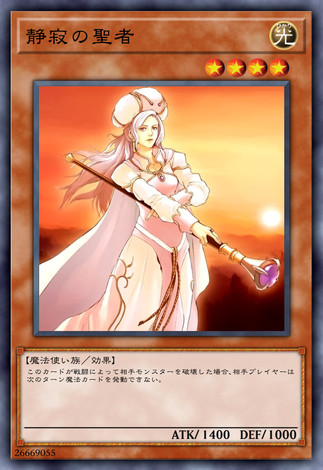 静寂の聖者
光
【魔法使い族／効果】
このカードが戦闘によって相手モンスターを破壊した場合、相手プレイヤーは
次のターン魔法カードを発動できない。
ATK/1400 DEF/1000
26669055